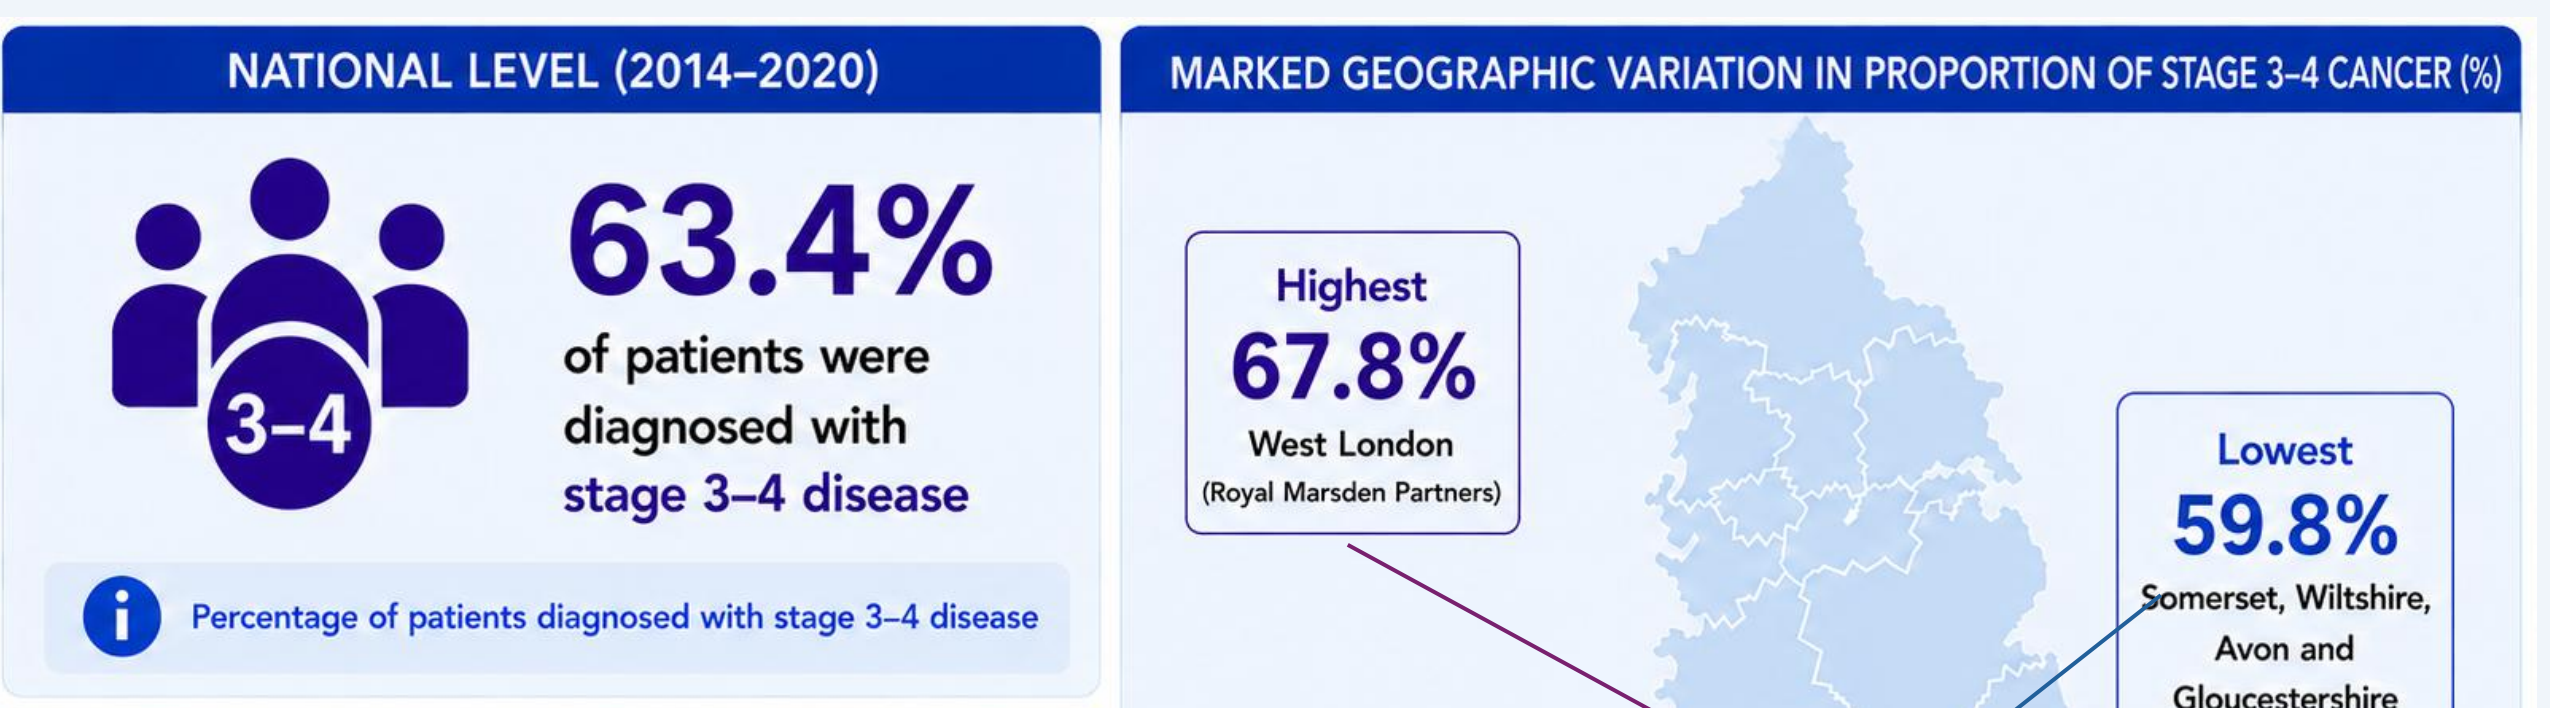 NATIONAL LEVEL (2014–2020)
3–4
63.4%
of patients were
diagnosed with
stage 3–4 disease
i
Percentage of patients diagnosed with stage 3–4 disease
MARKED GEOGRAPHIC VARIATION IN PROPORTION OF STAGE 3–4 CANCER (%)
Highest
67.8%
West London
(Royal Marsden Partners)
Lowest
59.8%
Somerset, Wiltshire,
Avon and
Gloucestershire